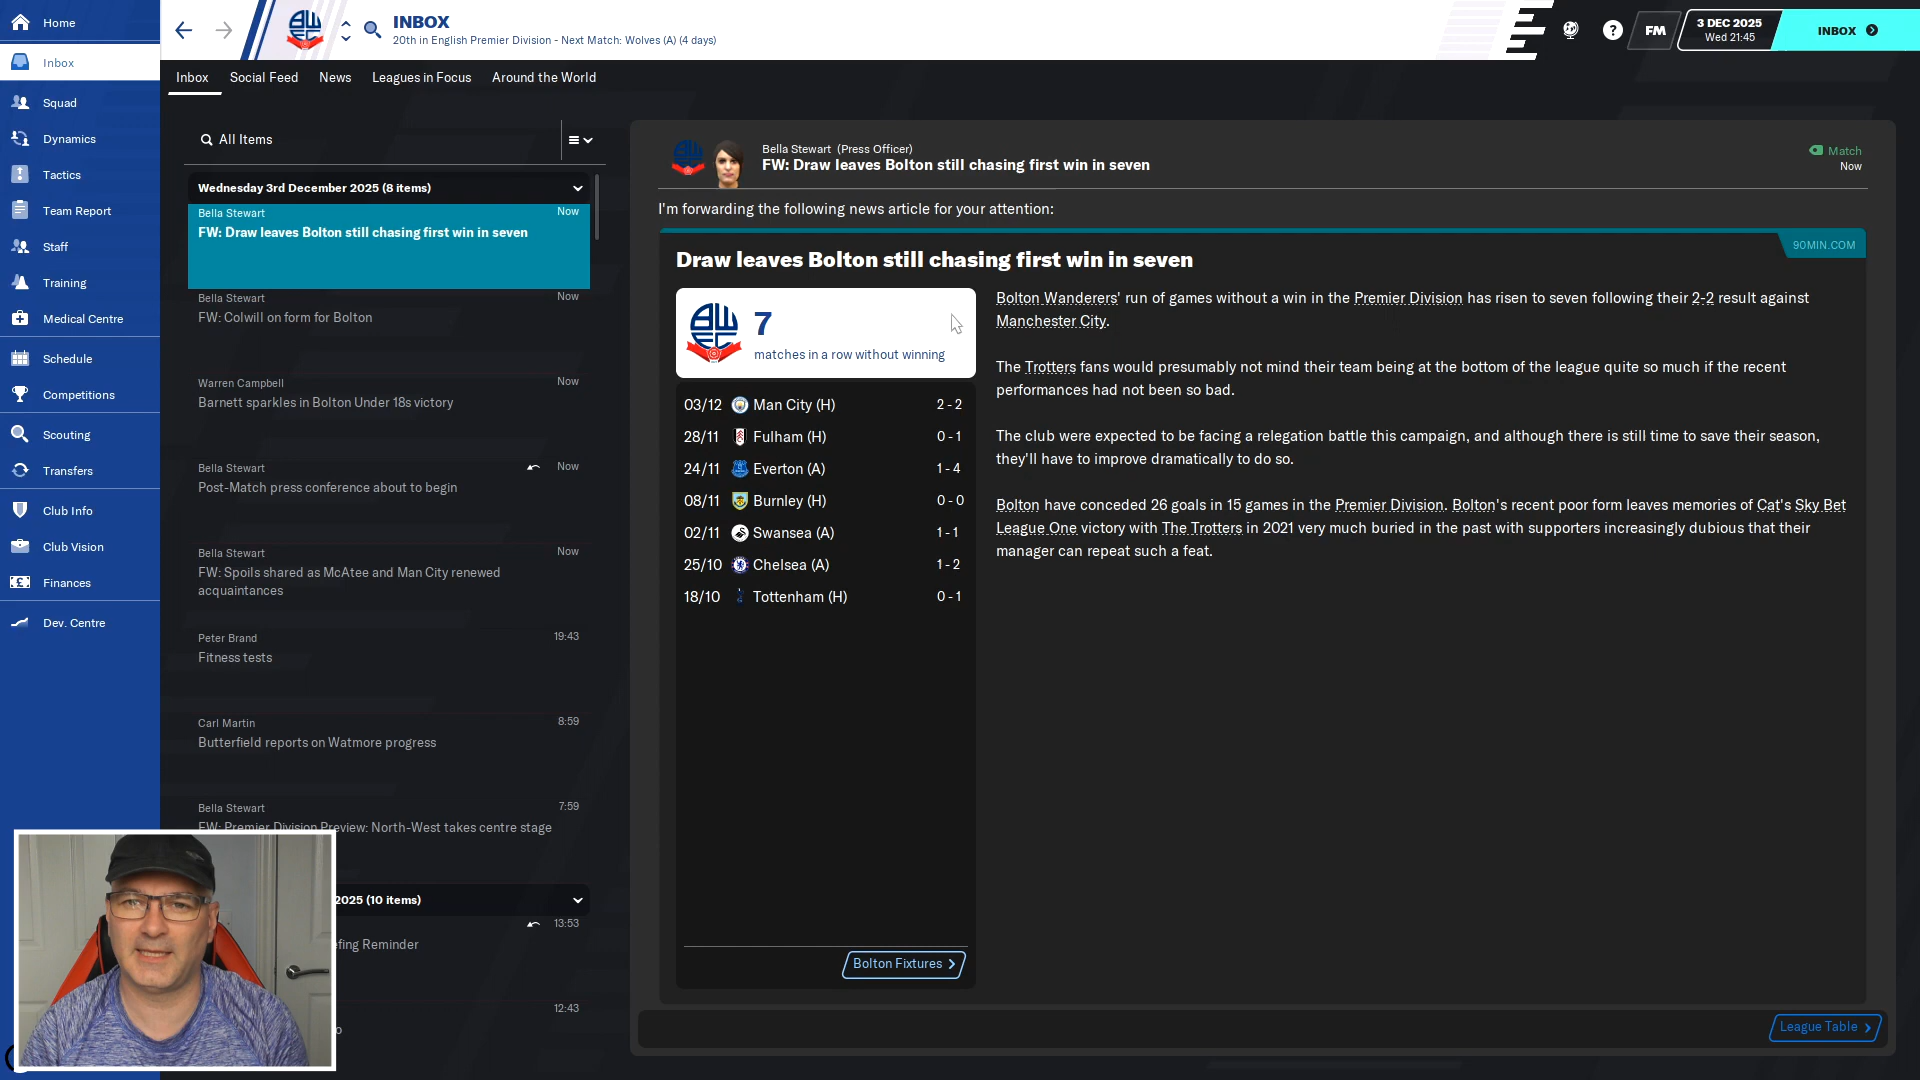 Home
Inbox
Squad
Dynamics
Tactics
Team Report
Staff
Training
Medical Centre
Schedule
Competitions
Scouting
Transfers
Club Info
Club Vision
Finances
Dev. Centre
INBOX
20th in English Premier Division - Next Match: Wolves (A) (4 days)
?
FM
3 DEC 2025
Wed 21:45
INBOX
Inbox
Social Feed
News
Leagues in Focus
Around the World
All Items
Wednesday 3rd December 2025 (8 items)
Bella Stewart
Now
FW: Draw leaves Bolton still chasing first win in seven
Bella Stewart
Now
FW: Colwill on form for Bolton
Warren Campbell
Now
Barnett sparkles in Bolton Under 18s victory
Bella Stewart
Now
Post-Match press conference about to begin
Bella Stewart
Now
FW: Spoils shared as McAtee and Man City renewed
acquaintances
Peter Brand
19:43
Fitness tests
Carl Martin
8:59
Butterfield reports on Watmore progress
Bella Stewart
7:59
FW: Premier Division Preview: North-West takes centre stage
2025 (10 items)
13:53
efing Reminder
12:43
o
Bella Stewart (Press Officer)
FW: Draw leaves Bolton still chasing first win in seven
Match
Now
I'm forwarding the following news article for your attention:
90MIN.COM
Draw leaves Bolton still chasing first win in seven
7
matches in a row without winning
03/12 Man City (H) 2 - 2
28/11 Fulham (H) 0 - 1
24/11 Everton (A) 1 - 4
08/11 Burnley (H) 0 - 0
02/11 Swansea (A) 1 - 1
25/10 Chelsea (A) 1 - 2
18/10 Tottenham (H) 0 - 1
Bolton Fixtures
Bolton Wanderers' run of games without a win in the Premier Division has risen to seven following their 2-2 result against
Manchester City.
The Trotters fans would presumably not mind their team being at the bottom of the league quite so much if the recent
performances had not been so bad.
The club were expected to be facing a relegation battle this campaign, and although there is still time to save their season,
they'll have to improve dramatically to do so.
Bolton have conceded 26 goals in 15 games in the Premier Division. Bolton's recent poor form leaves memories of Cat's Sky Bet
League One victory with The Trotters in 2021 very much buried in the past with supporters increasingly dubious that their
manager can repeat such a feat.
League Table